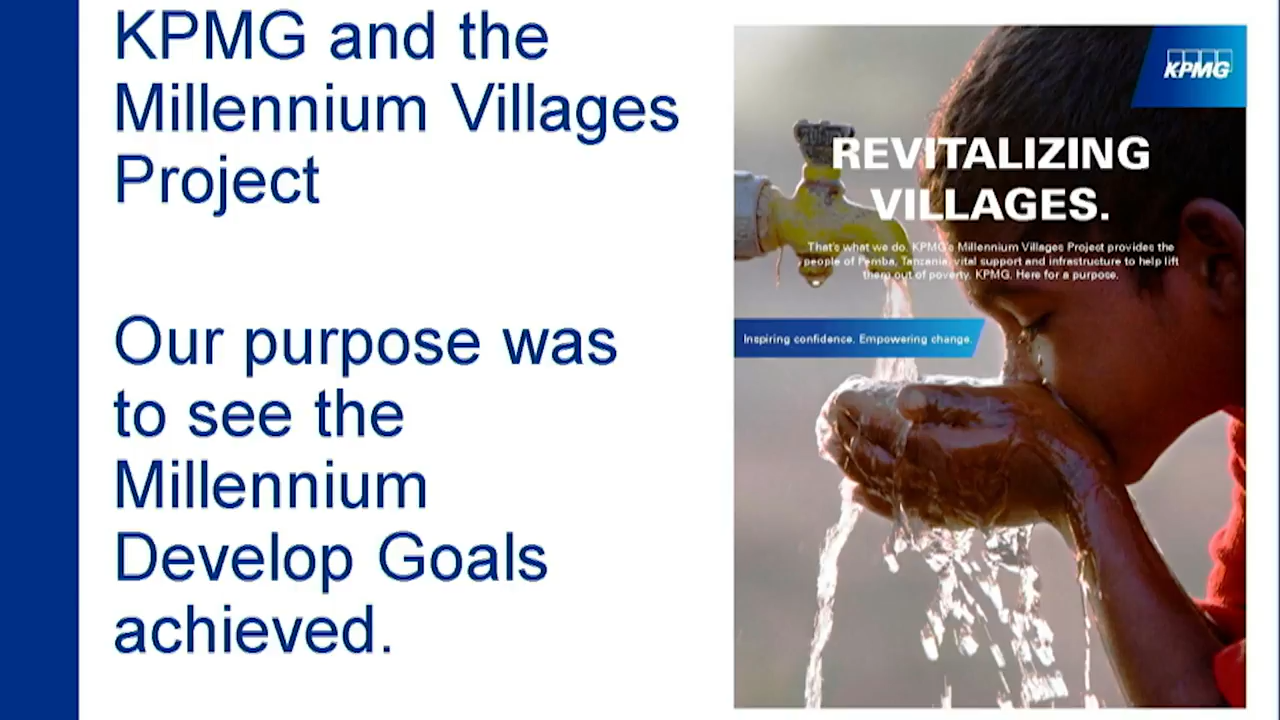 KPMG and the
Millennium Villages
Project
Our purpose was
to see the
Millennium
Develop Goals
achieved.
KPMG
REVITALIZING
VILLAGES.
That's what we do. KPMG's Millennium Villages Project provides the
people of Pemba, Tanzania, vital support and infrastructure to help lift
them out of poverty. KPMG. Here for a purpose.
Inspiring confidence. Empowering change.